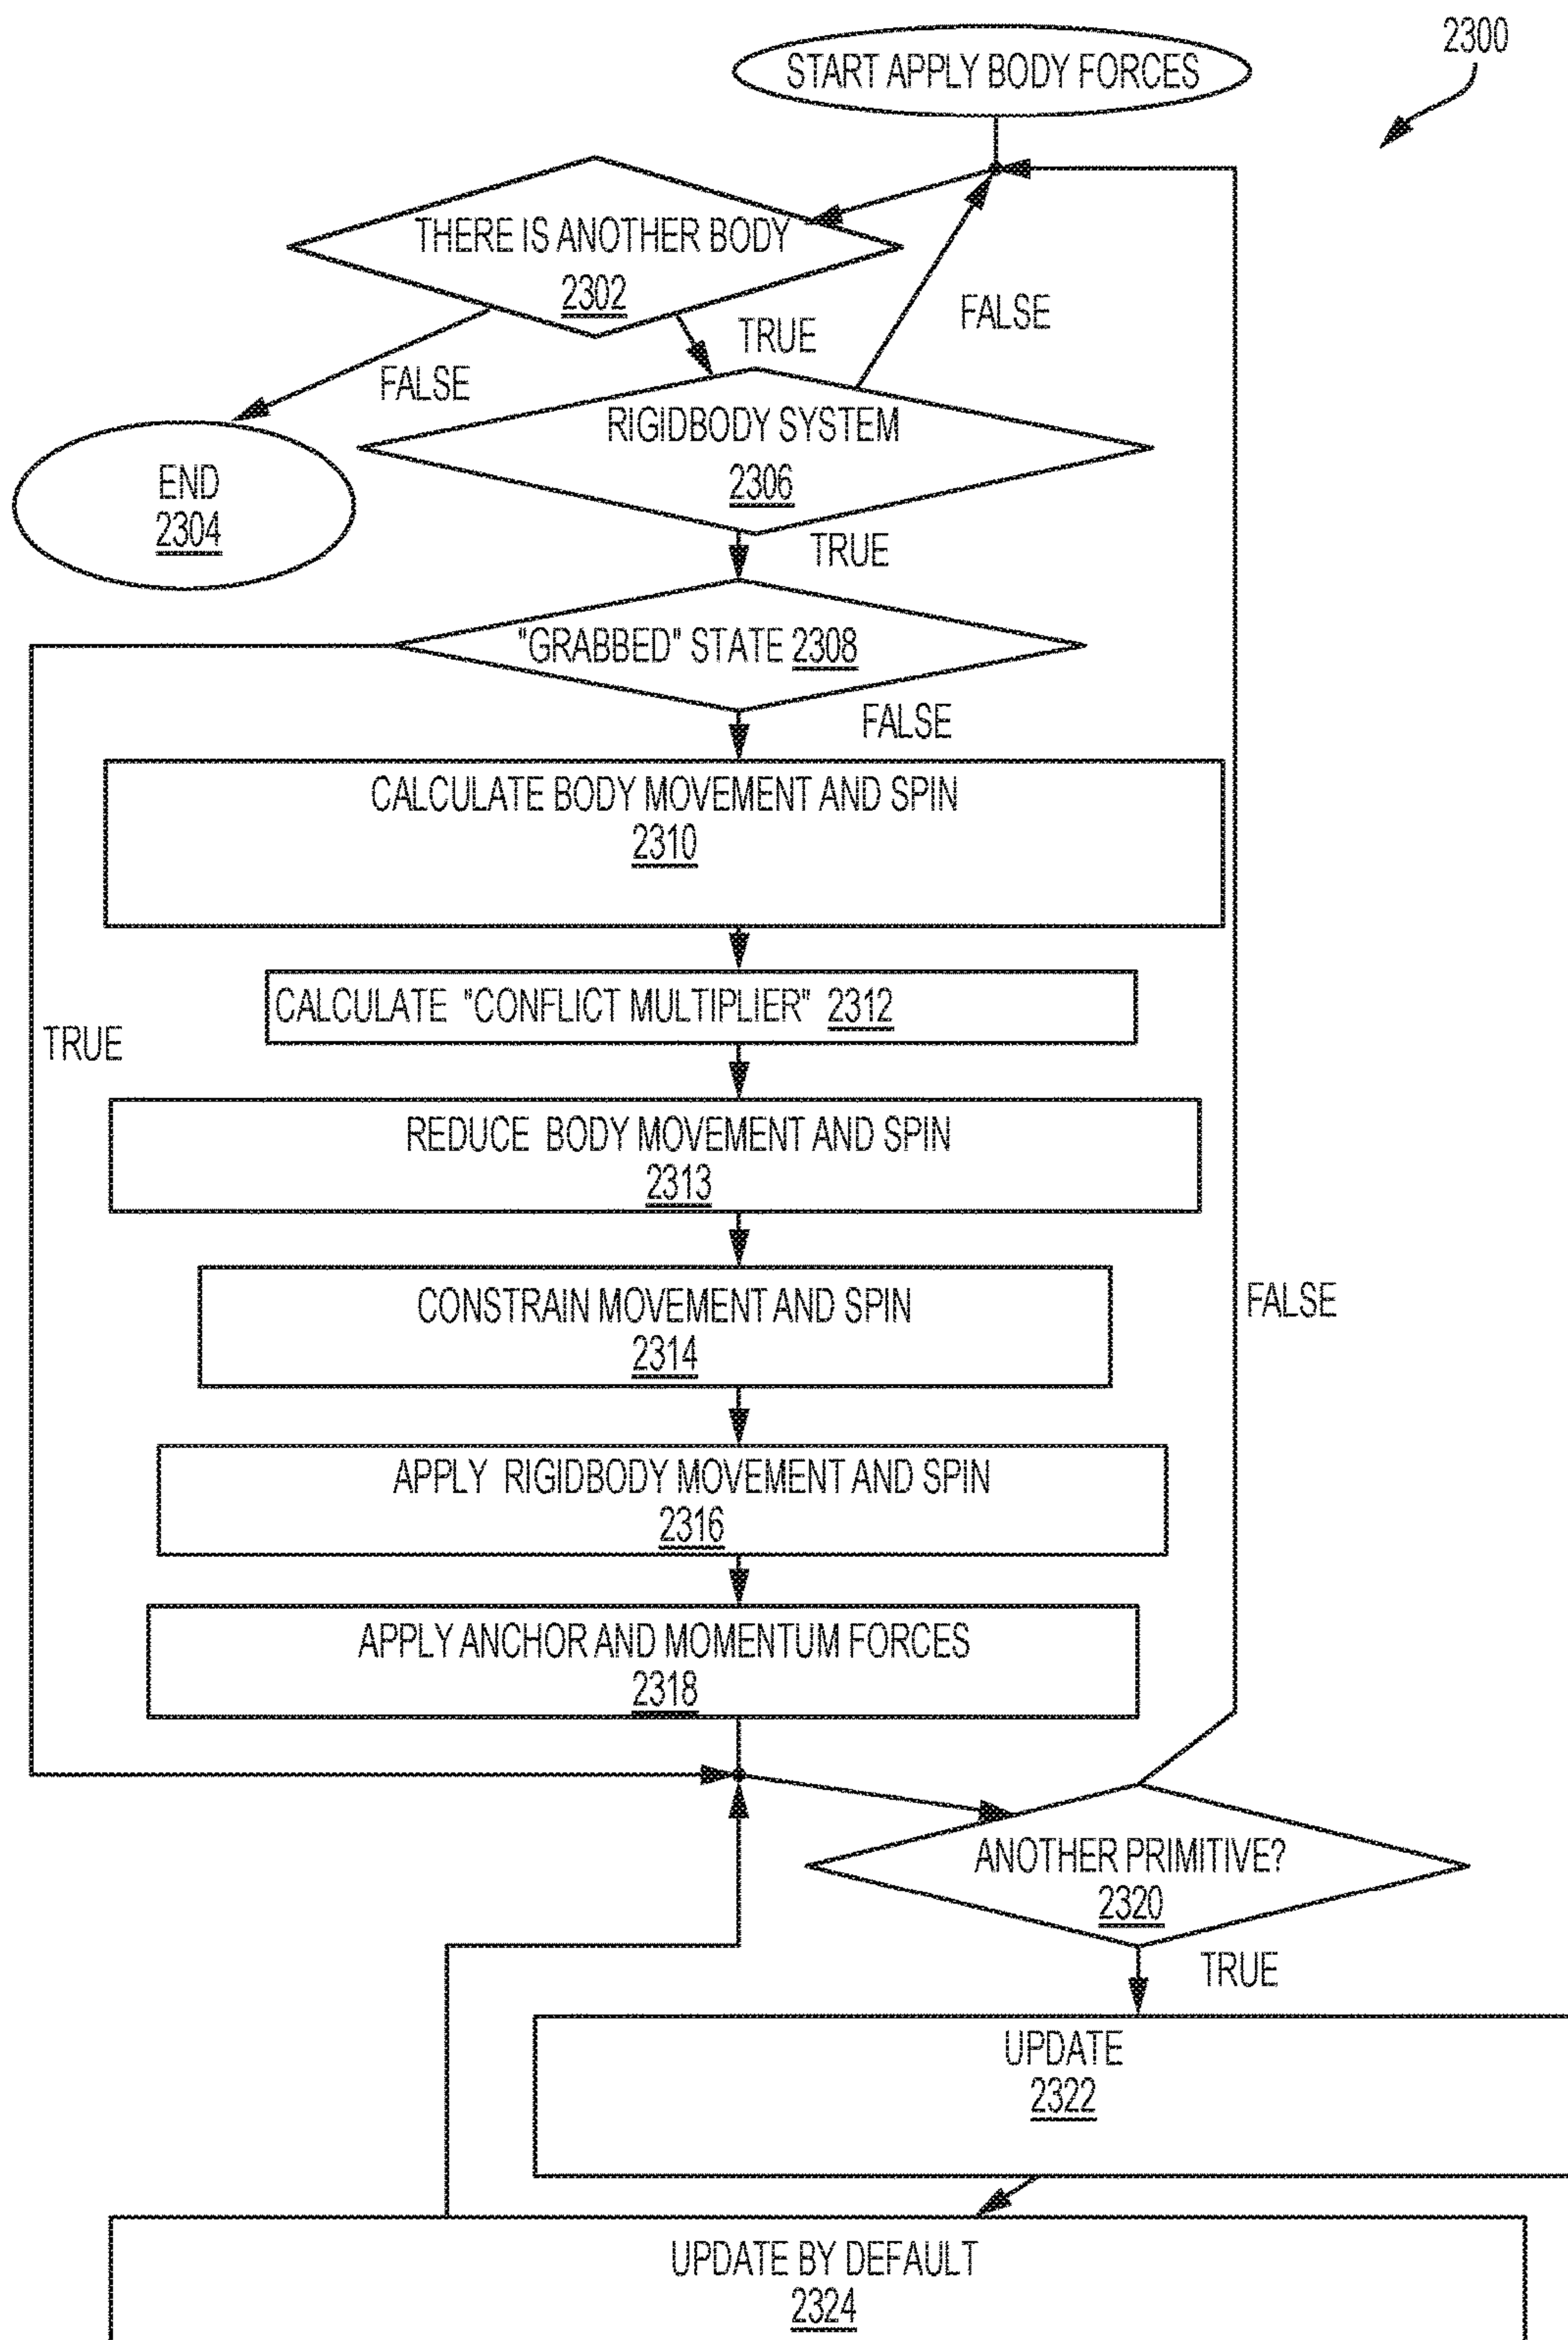 2300
START APPLY BODY FORCES
THERE IS ANOTHER BODY
2302
FALSE
TRUE
FALSE
RIGIDBODY SYSTEM
2306
END
2304
TRUE
"GRABBED" STATE 2308
FALSE
CALCULATE BODY MOVEMENT AND SPIN
2310
CALCULATE "CONFLICT MULTIPLIER" 2312
TRUE
REDUCE BODY MOVEMENT AND SPIN
2313
CONSTRAIN MOVEMENT AND SPIN
2314
FALSE
APPLY RIGIDBODY MOVEMENT AND SPIN
2316
APPLY ANCHOR AND MOMENTUM FORCES
2318
ANOTHER PRIMITIVE?
2320
TRUE
UPDATE
2322
UPDATE BY DEFAULT
2324